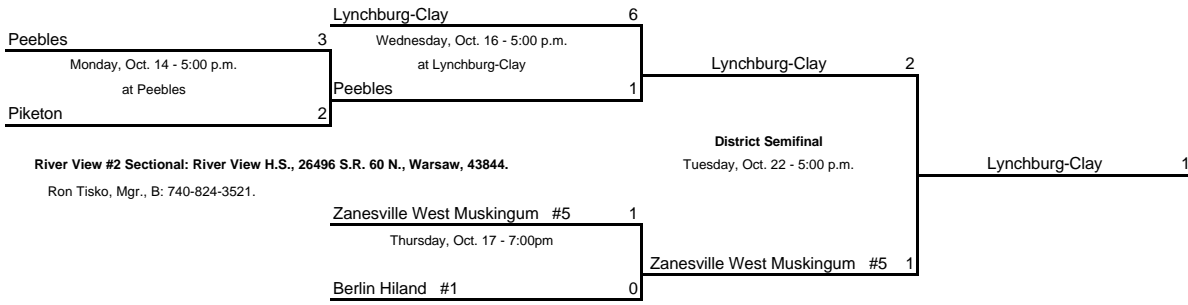 Lynchburg-Clay 6
Peebles 3
Wednesday, Oct. 16 - 5:00 p.m.
Monday, Oct. 14 - 5:00 p.m.
at Lynchburg-Clay
Lynchburg-Clay 2
at Peebles
Peebles 1
Piketon 2
District Semifinal
River View #2 Sectional: River View H.S., 26496 S.R. 60 N., Warsaw, 43844.
Tuesday, Oct. 22 - 5:00 p.m.
Lynchburg-Clay 1
Ron Tisko, Mgr., B: 740-824-3521.
Zanesville West Muskingum #5 1
Thursday, Oct. 17 - 7:00pm
Zanesville West Muskingum #5 1
Berlin Hiland #1 0